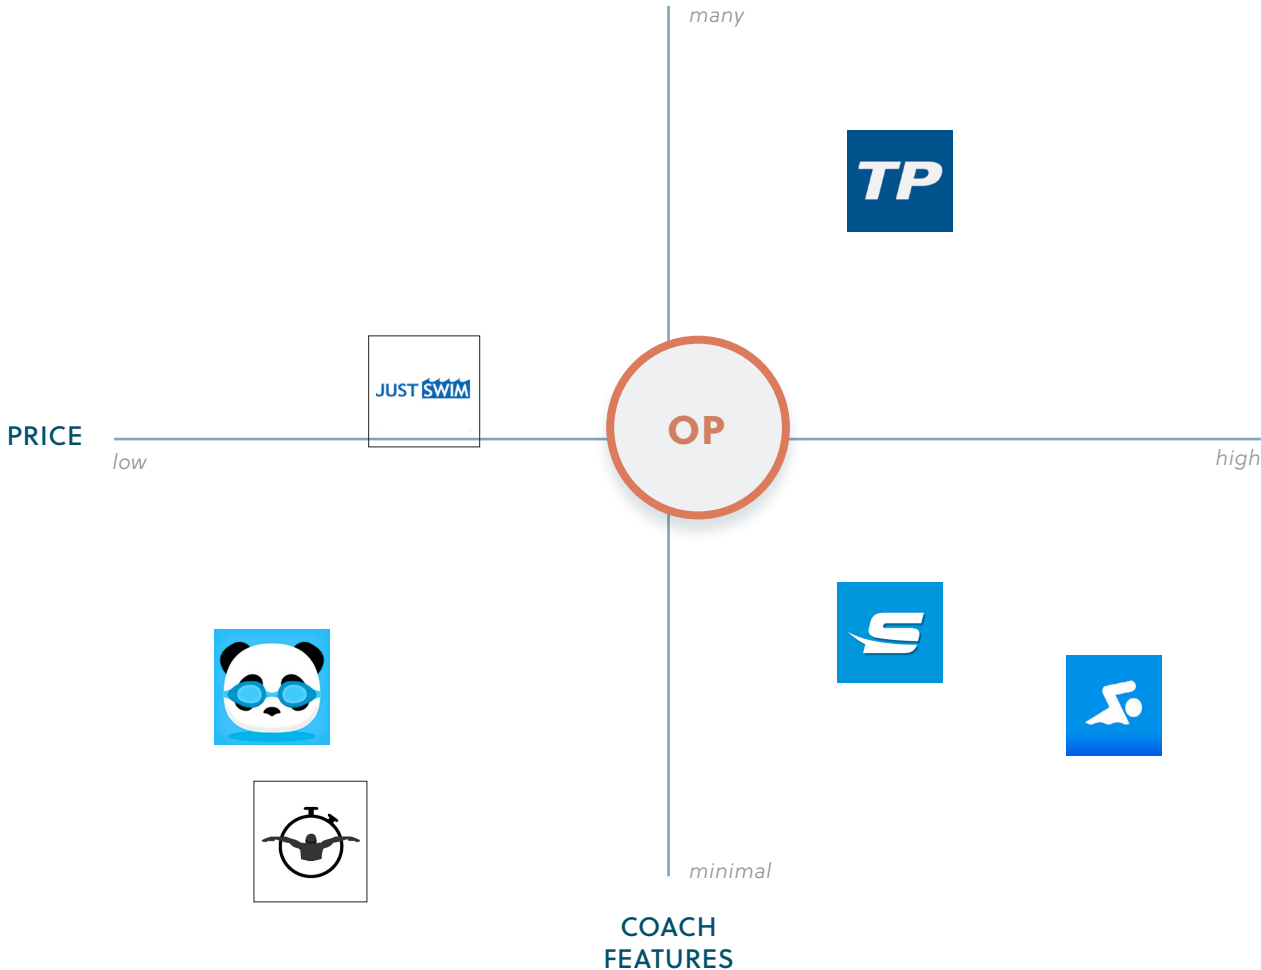 many
TP
JUST SWIM
OP
PRICE
low
high
S
minimal
COACH
FEATURES